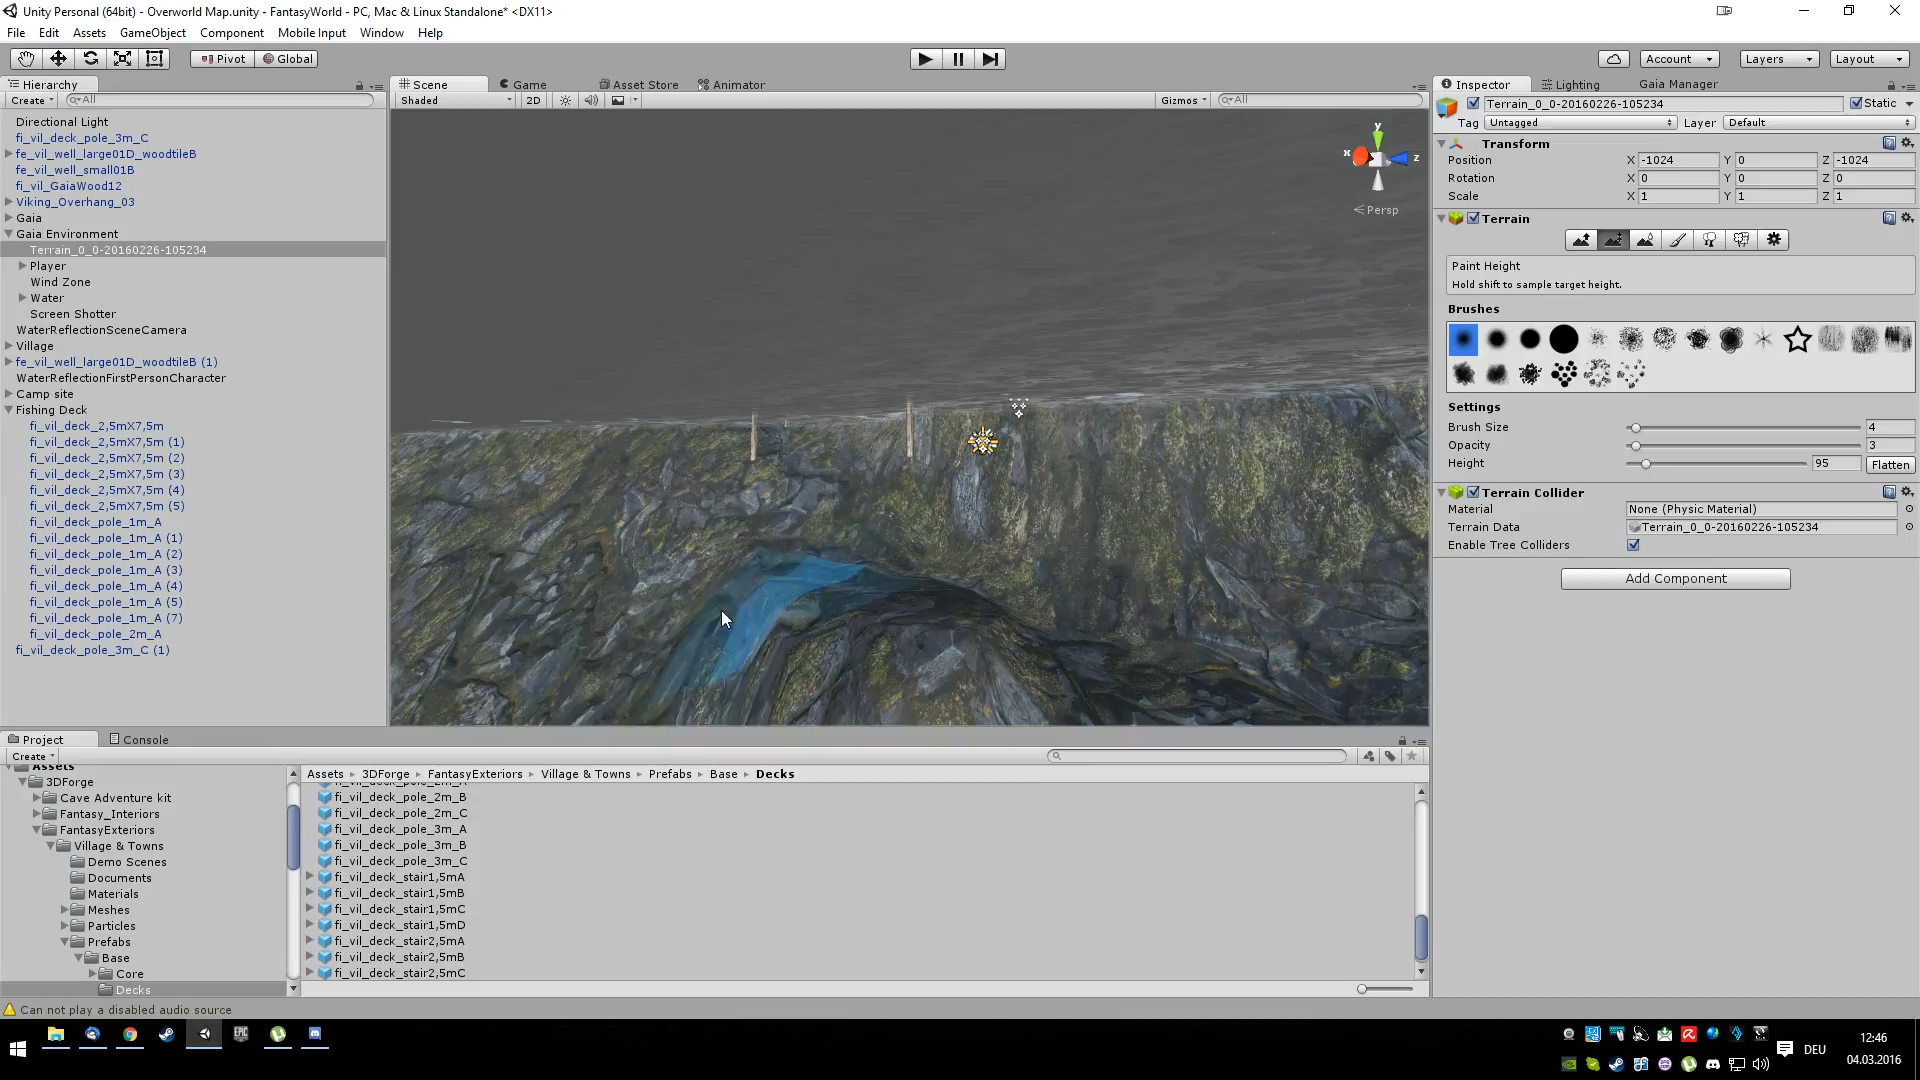 Unity Personal (64bit) - Overworld Map.unity - FantasyWorld - PC, Mac & Linux Standalone* <DX11>
File Edit Assets GameObject Component Mobile Input Window Help
Pivot Global Account Layers Layout
Hierarchy
Create All
Directional Light
fi_vil_deck_pole_3m_C
fe_vil_well_large01D_woodtileB
fe_vil_well_small01B
fi_vil_GaiaWood12
Viking_Overhang_03
Gaia
Gaia Environment
Terrain_0_0-20160226-105234
Player
Wind Zone
Water
Screen Shotter
WaterReflectionSceneCamera
Village
fe_vil_well_large01D_woodtileB (1)
WaterReflectionFirstPersonCharacter
Camp site
Fishing Deck
fi_vil_deck_2,5mX7,5m
fi_vil_deck_2,5mX7,5m (1)
fi_vil_deck_2,5mX7,5m (2)
fi_vil_deck_2,5mX7,5m (3)
fi_vil_deck_2,5mX7,5m (4)
fi_vil_deck_2,5mX7,5m (5)
fi_vil_deck_pole_1m_A
fi_vil_deck_pole_1m_A (1)
fi_vil_deck_pole_1m_A (2)
fi_vil_deck_pole_1m_A (3)
fi_vil_deck_pole_1m_A (4)
fi_vil_deck_pole_1m_A (5)
fi_vil_deck_pole_1m_A (7)
fi_vil_deck_pole_2m_A
fi_vil_deck_pole_3m_C (1)
Scene Game Asset Store Animator
Shaded 2D Gizmos All
y
x z
Persp
Inspector Lighting Gaia Manager
Terrain_0_0-20160226-105234 Static
Tag Untagged Layer Default
Transform
Position X -1024 Y 0 Z -1024
Rotation X 0 Y 0 Z 0
Scale X 1 Y 1 Z 1
Terrain
Paint Height
Hold shift to sample target height.
Brushes
Settings
Brush Size 4
Opacity 3
Height 95 Flatten
Terrain Collider
Material None (Physic Material)
Terrain Data Terrain_0_0-20160226-105234
Enable Tree Colliders
Add Component
Project Console
Create
Assets
3DForge
Cave Adventure kit
Fantasy_Interiors
FantasyExteriors
Village & Towns
Demo Scenes
Documents
Materials
Meshes
Particles
Prefabs
Base
Core
Decks
Assets 3DForge FantasyExteriors Village & Towns Prefabs Base Decks
fi_vil_deck_pole_2m_A
fi_vil_deck_pole_2m_B
fi_vil_deck_pole_2m_C
fi_vil_deck_pole_3m_A
fi_vil_deck_pole_3m_B
fi_vil_deck_pole_3m_C
fi_vil_deck_stair1,5mA
fi_vil_deck_stair1,5mB
fi_vil_deck_stair1,5mC
fi_vil_deck_stair1,5mD
fi_vil_deck_stair2,5mA
fi_vil_deck_stair2,5mB
fi_vil_deck_stair2,5mC
Can not play a disabled audio source
EPIC
DEU
12:46
04.03.2016